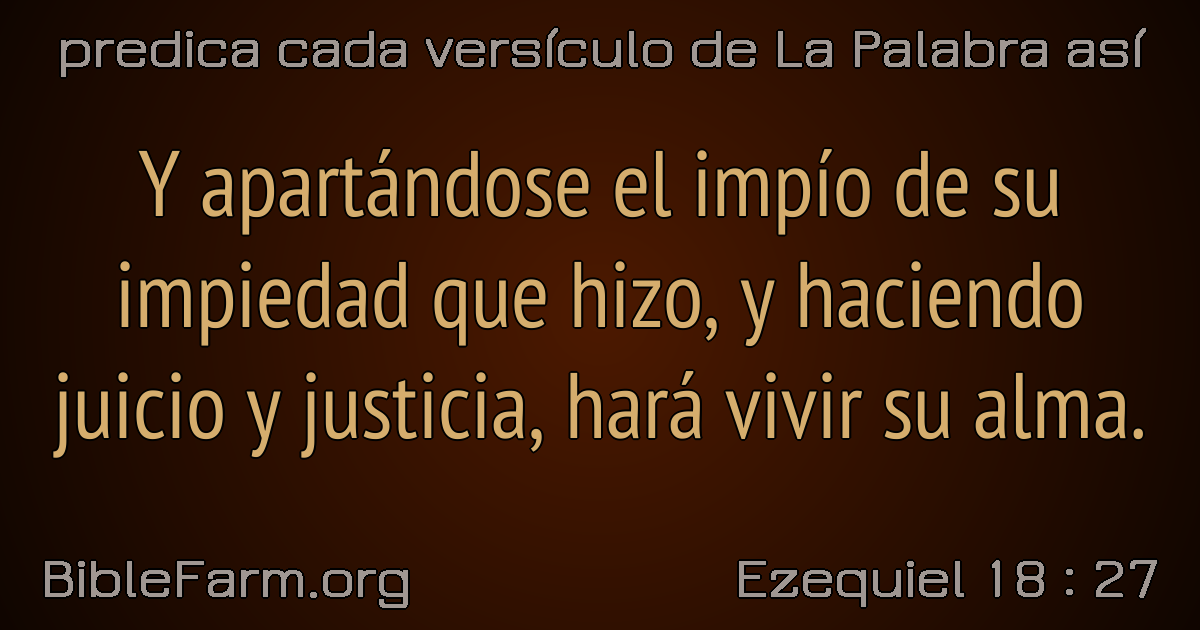 predica cada versículo de La Palabra así
Y apartándose el impío de su
impiedad que hizo, y haciendo
juicio y justicia, hará vivir su alma.
BibleFarm.org
Ezequiel 18 : 27